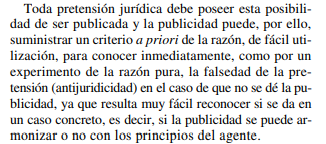 Toda pretensión jurídica debe poseer esta posibili-
dad de ser publicada y la publicidad puede, por ello,
suministrar un criterio a priori de la razón, de fácil uti-
lización, para conocer inmediatamente, como por un
experimento de la razón pura, la falsedad de la pre-
tensión (antijuridicidad) en el caso de que no se dé la pu-
blicidad, ya que resulta muy fácil reconocer si se da en
un caso concreto, es decir, si la publicidad se puede ar-
monizar o no con los principios del agente.